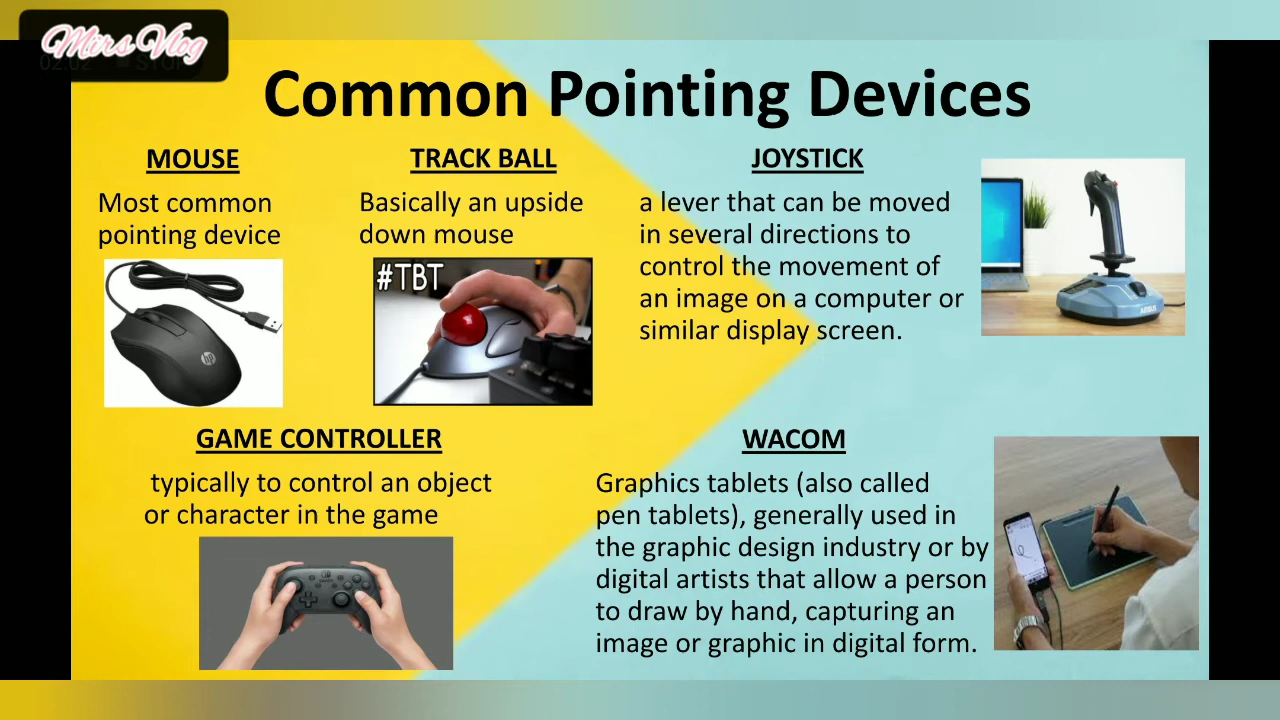 Mirs Vlog
Common Pointing Devices
MOUSE
Most common
pointing device
hp
TRACK BALL
Basically an upside
down mouse
#TBT
JOYSTICK
a lever that can be moved
in several directions to
control the movement of
an image on a computer or
similar display screen.
AIRBUS
GAME CONTROLLER
typically to control an object
or character in the game
WACOM
Graphics tablets (also called
pen tablets), generally used in
the graphic design industry or by
digital artists that allow a person
to draw by hand, capturing an
image or graphic in digital form.